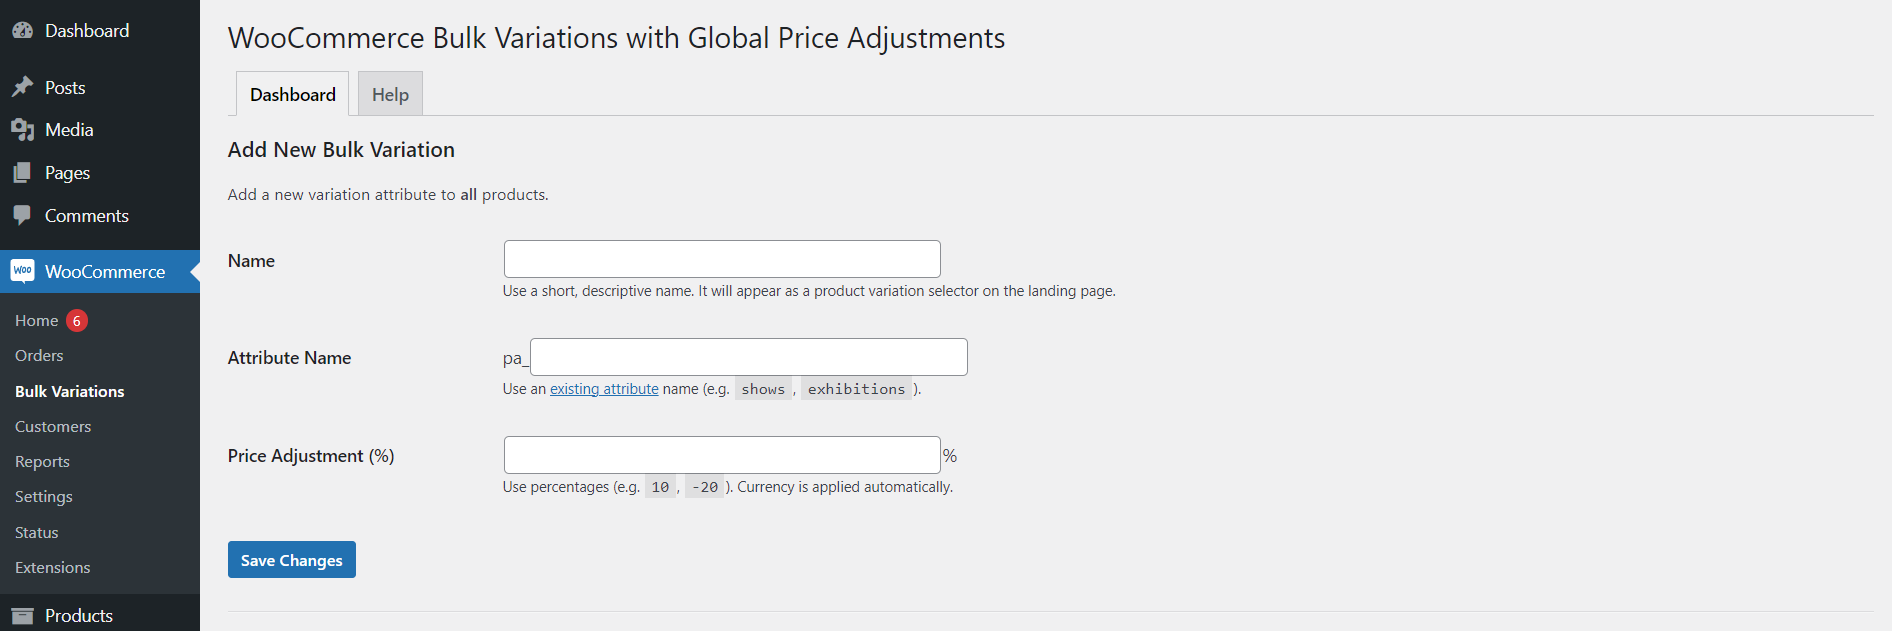 Dashboard
Posts
Media
Pages
Comments
Woo WooCommerce
Home 6
Orders
Bulk Variations
Customers
Reports
Settings
Status
Extensions
Products
WooCommerce Bulk Variations with Global Price Adjustments
Dashboard Help
Add New Bulk Variation
Add a new variation attribute to all products.
Name
Use a short, descriptive name. It will appear as a product variation selector on the landing page.
Attribute Name pa_
Use an existing attribute name (e.g. shows, exhibitions).
Price Adjustment (%) %
Use percentages (e.g. 10, -20). Currency is applied automatically.
Save Changes